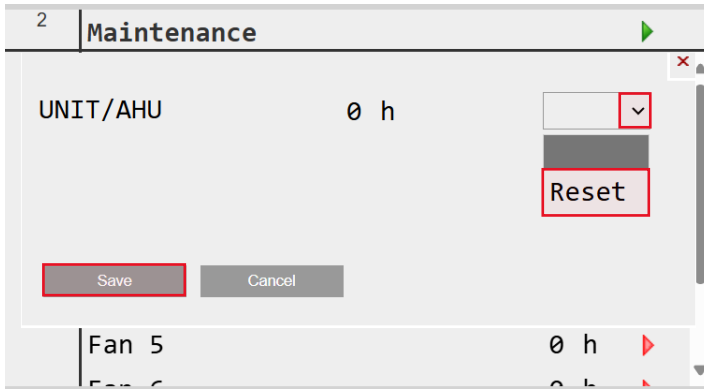 2
Maintenance
UNIT/AHU 0 h
Reset
Save Cancel
Fan 5 0 h